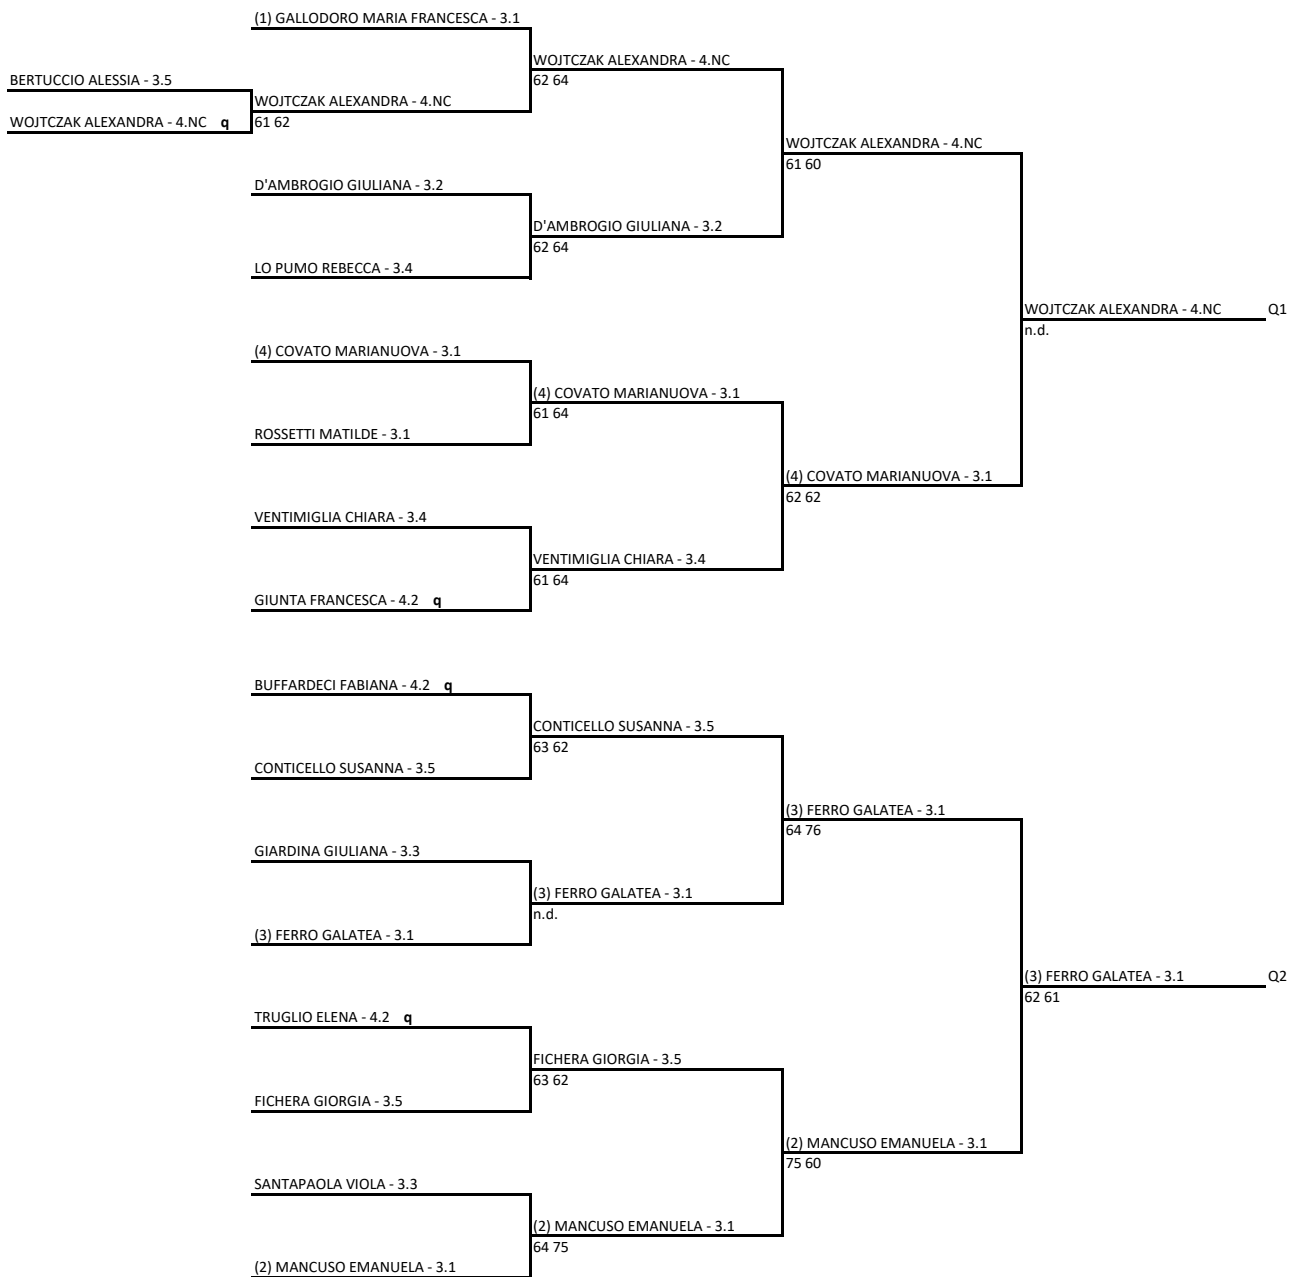 (1) GALLODORO MARIA FRANCESCA - 3.1
WOJTCZAK ALEXANDRA - 4.NC
BERTUCCIO ALESSIA - 3.5
62 64
WOJTCZAK ALEXANDRA - 4.NC
WOJTCZAK ALEXANDRA - 4.NC q
61 62
WOJTCZAK ALEXANDRA - 4.NC
61 60
D'AMBROGIO GIULIANA - 3.2
D'AMBROGIO GIULIANA - 3.2
62 64
LO PUMO REBECCA - 3.4
WOJTCZAK ALEXANDRA - 4.NC Q1
n.d.
(4) COVATO MARIANUOVA - 3.1
(4) COVATO MARIANUOVA - 3.1
61 64
ROSSETTI MATILDE - 3.1
(4) COVATO MARIANUOVA - 3.1
62 62
VENTIMIGLIA CHIARA - 3.4
VENTIMIGLIA CHIARA - 3.4
61 64
GIUNTA FRANCESCA - 4.2 q
BUFFARDECI FABIANA - 4.2 q
CONTICELLO SUSANNA - 3.5
63 62
CONTICELLO SUSANNA - 3.5
(3) FERRO GALATEA - 3.1
64 76
GIARDINA GIULIANA - 3.3
(3) FERRO GALATEA - 3.1
n.d.
(3) FERRO GALATEA - 3.1
(3) FERRO GALATEA - 3.1 Q2
62 61
TRUGLIO ELENA - 4.2 q
FICHERA GIORGIA - 3.5
63 62
FICHERA GIORGIA - 3.5
(2) MANCUSO EMANUELA - 3.1
75 60
SANTAPAOLA VIOLA - 3.3
(2) MANCUSO EMANUELA - 3.1
64 75
(2) MANCUSO EMANUELA - 3.1